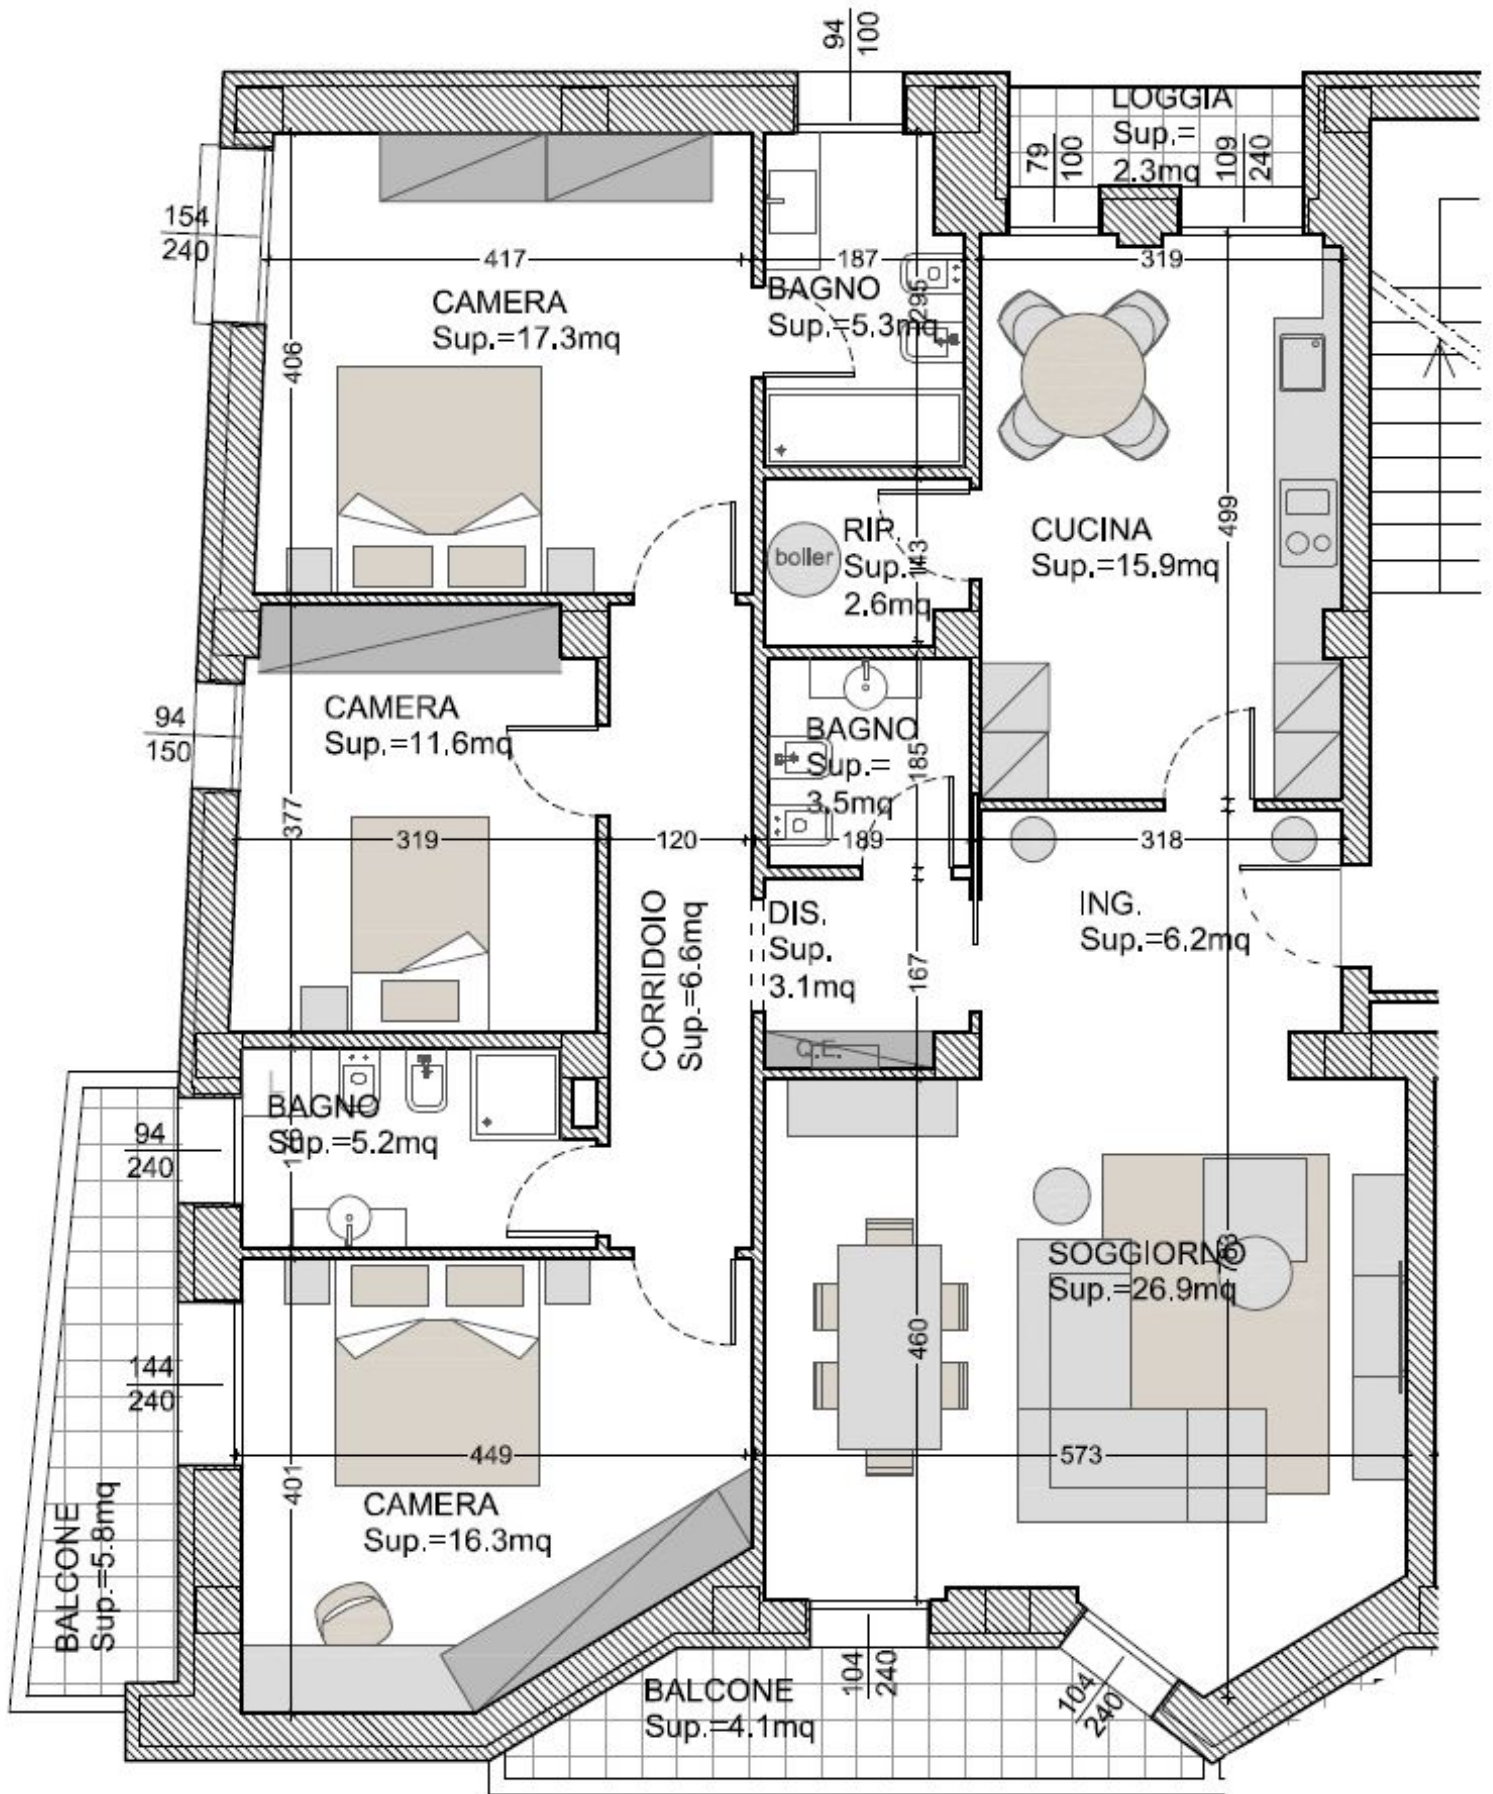 94
100
LOGGIA
Sup.=
2.3mq
79
100
109
240
154
240
417
187
319
CAMERA
Sup.=17.3mq
BAGNO
Sup.=5.3mq
295
406
499
RIP.
Sup.=
2.6mq
boiler
143
CUCINA
Sup.=15.9mq
CAMERA
Sup.=11.6mq
94
150
BAGNO
Sup.=
3.5mq
185
377
319
120
189
318
CORRIDOIO
Sup.=6.6mq
DIS.
Sup.
3.1mq
167
ING.
Sup.=6.2mq
Q.E.
BAGNO
Sup.=5.2mq
94
240
SOGGIORNO
Sup.=26.9mq
460
144
240
449
573
401
CAMERA
Sup.=16.3mq
BALCONE
Sup.=5.8mq
BALCONE
Sup.=4.1mq
104
240
104
240